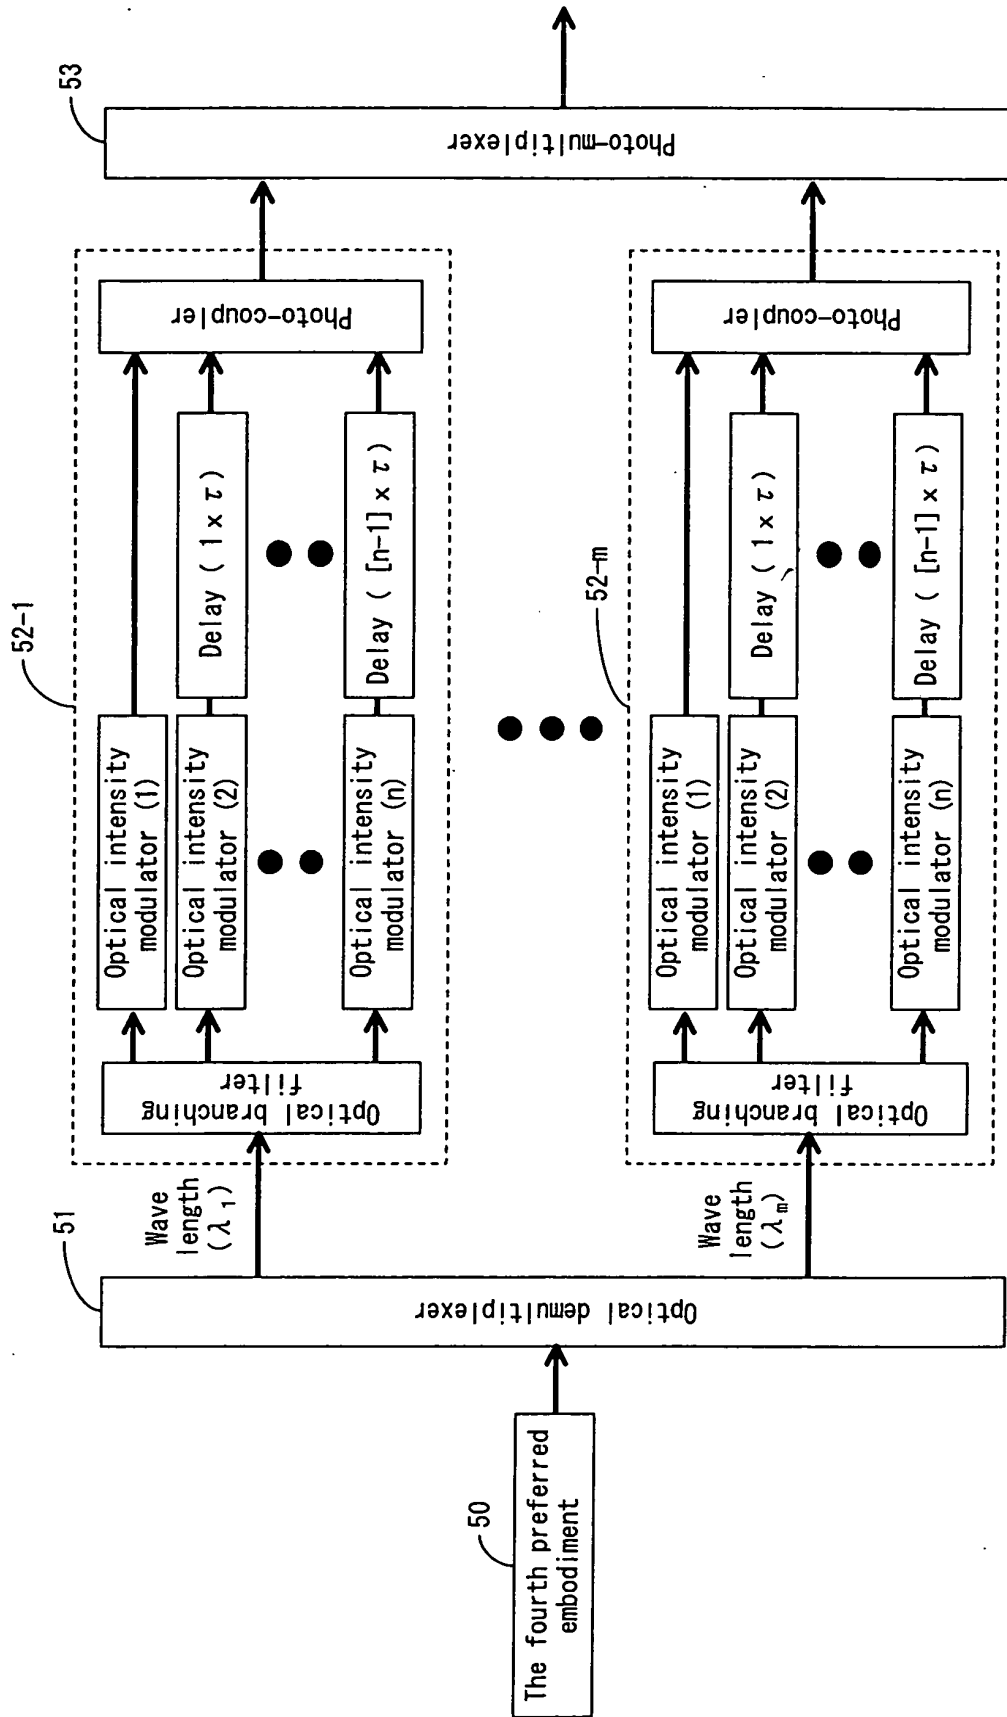 50
The fourth preferred
embodiment
51
Optical demultiplexer
Wave
length
(λ1)
52-1
Optical branching
filter
Optical intensity
modulator (1)
Optical intensity
modulator (2)
Optical intensity
modulator (n)
Delay ( 1×τ)
Delay ( [n-1]×τ)
Photo-coupler
Wave
length
(λm)
52-m
Optical branching
filter
Optical intensity
modulator (1)
Optical intensity
modulator (2)
Optical intensity
modulator (n)
Delay ( 1×τ)
Delay ( [n-1]×τ)
Photo-coupler
53
Photo-multiplexer